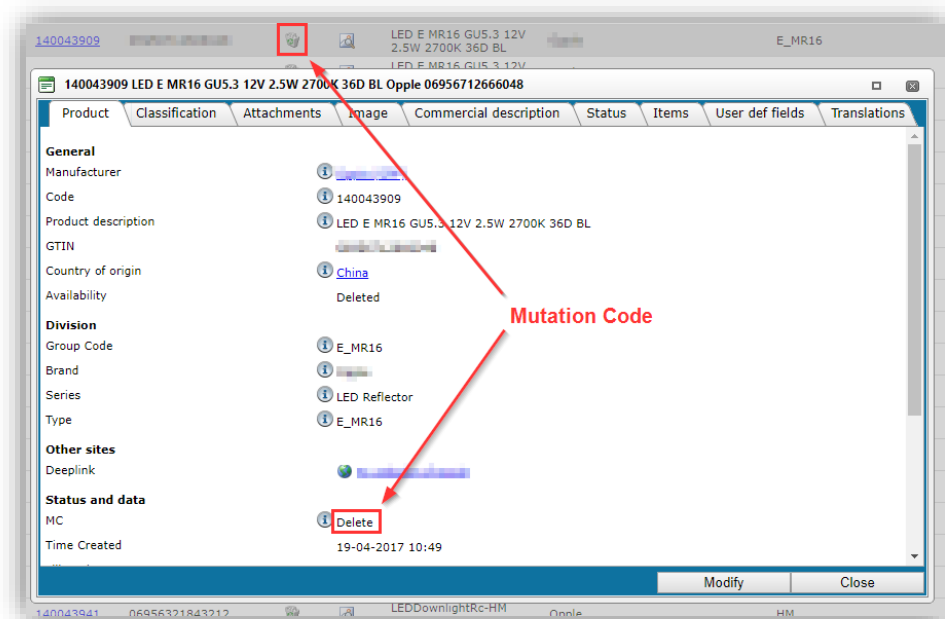 140043909 LED E MR16 GU5.3 12V E_MR16
2.5W 2700K 36D BL
LED E MR16 GU5.3 12V
140043909 LED E MR16 GU5.3 12V 2.5W 2700K 36D BL Opple 06956712666048
Product Classification Attachments Image Commercial description Status Items User def fields Translations
General
Manufacturer
Code 140043909
Product description LED E MR16 GU5.3 12V 2.5W 2700K 36D BL
GTIN
Country of origin China
Availability Deleted
Mutation Code
Division
Group Code E_MR16
Brand
Series LED Reflector
Type E_MR16
Other sites
Deeplink
Status and data
MC Delete
Time Created 19-04-2017 10:49
Modify Close
140043941 06956321843212 LEDDownlightRc-HM Opple HM